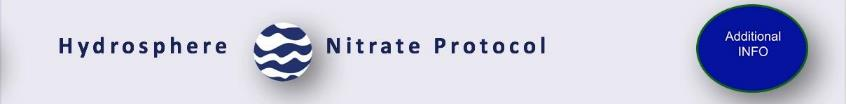 Hydrosphere Nitrate Protocol
Additional
INFO